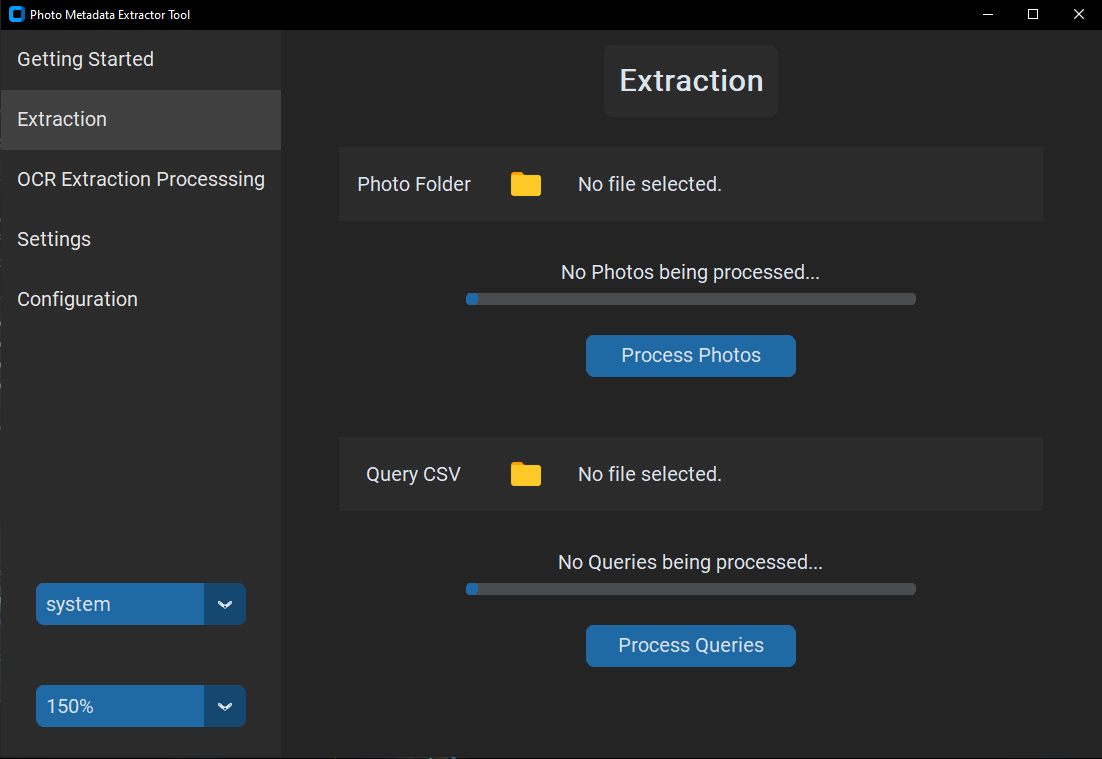 Photo Metadata Extractor Tool
Getting Started
Extraction
OCR Extraction Processsing
Settings
Configuration
system
150%
Extraction
Photo Folder No file selected.
No Photos being processed...
Process Photos
Query CSV No file selected.
No Queries being processed...
Process Queries